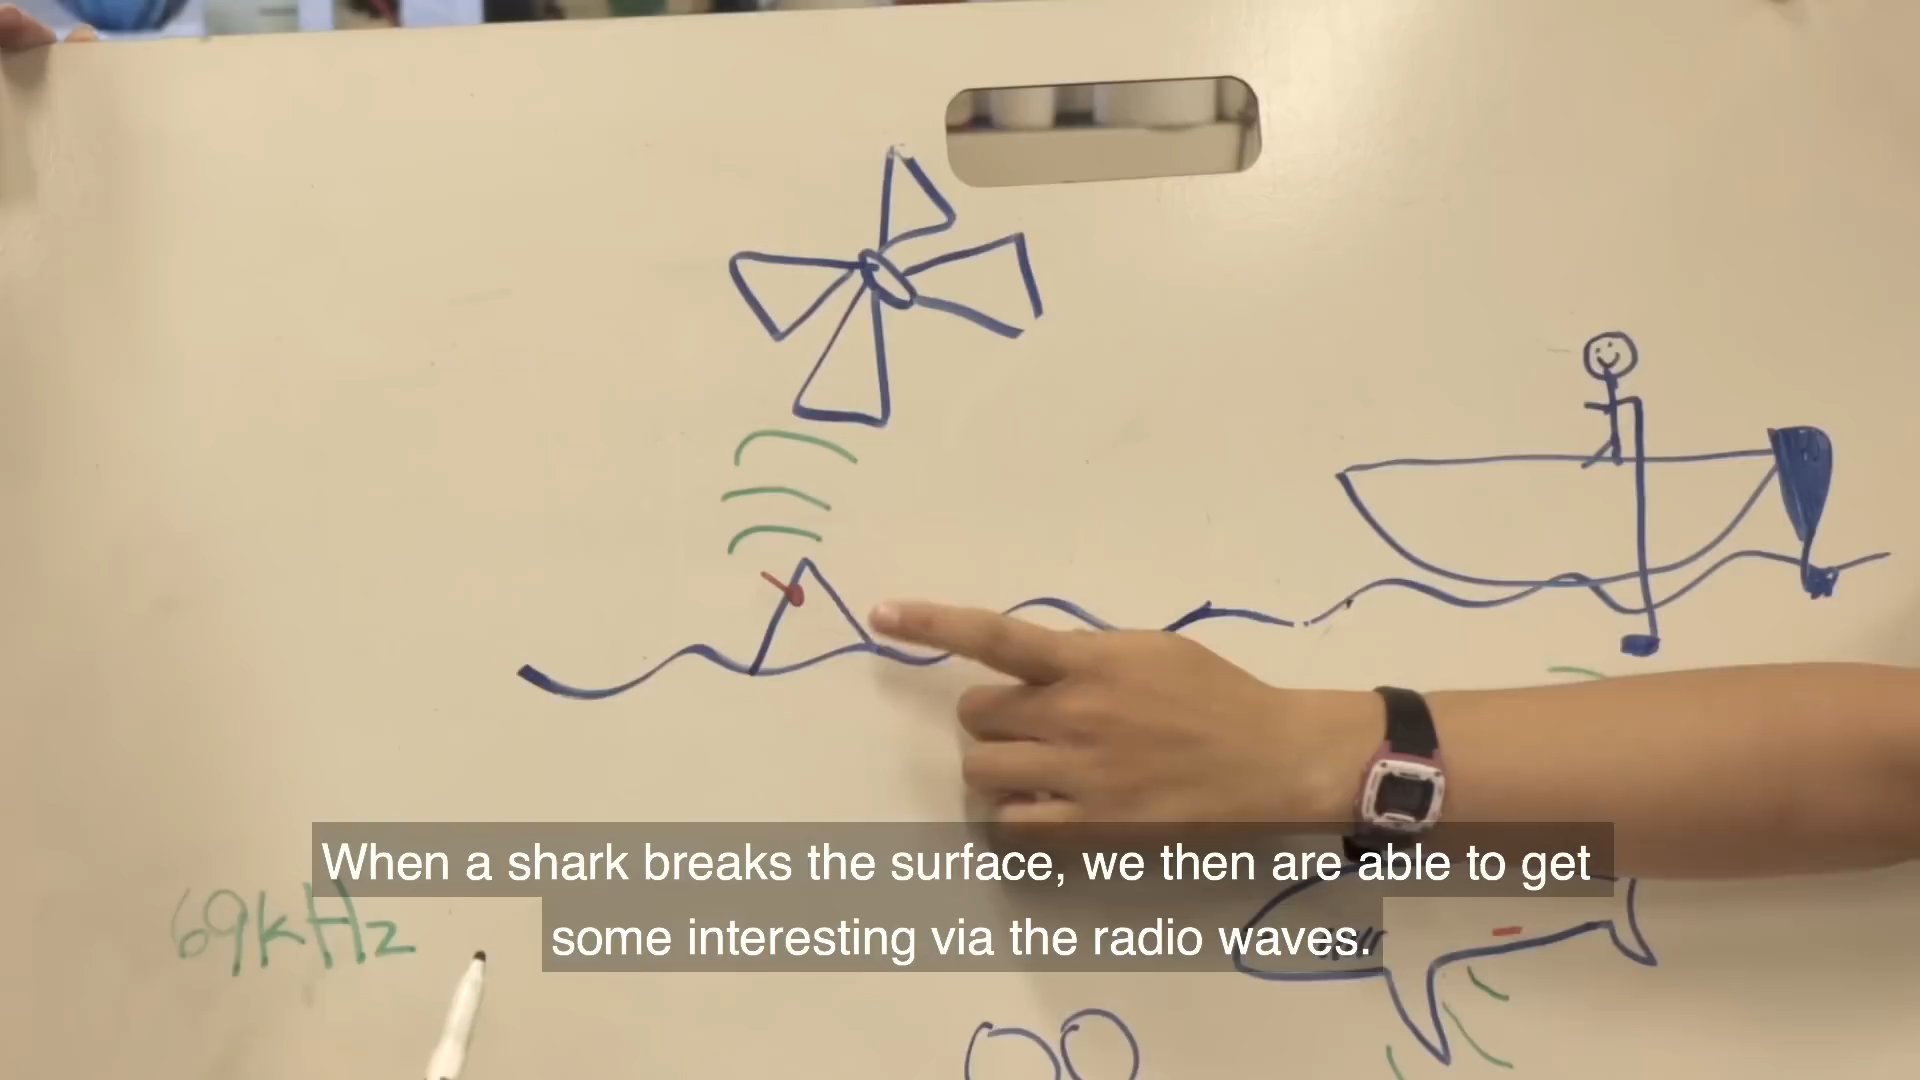 When a shark breaks the surface, we then are able to get
some interesting via the radio waves.
69kHz